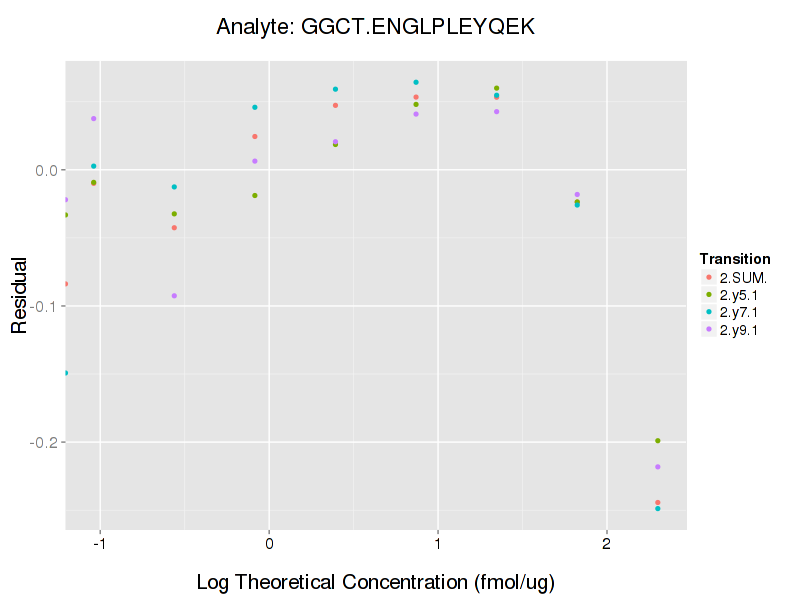 Analyte: GGCT.ENGLPLEYQEK
0.0
-0.1
-0.2
Residual
-1
0
1
2
Log Theoretical Concentration (fmol/ug)
Transition
2.SUM.
2.y5.1
2.y7.1
2.y9.1